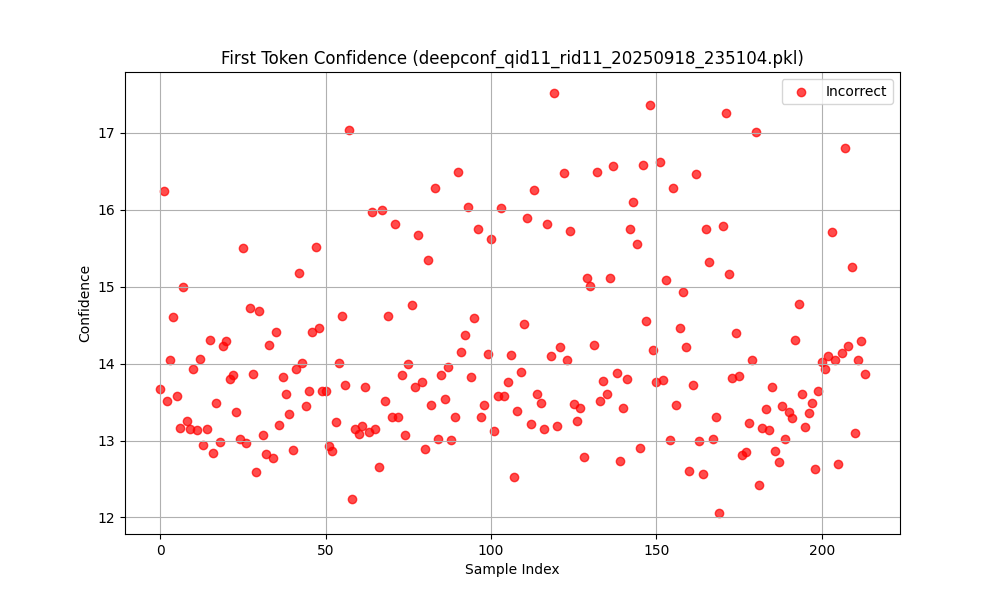 First Token Confidence (deepconf_qid11_rid11_20250918_235104.pkl)
Incorrect
Confidence
17
16
15
14
13
12
0 50 100 150 200
Sample Index